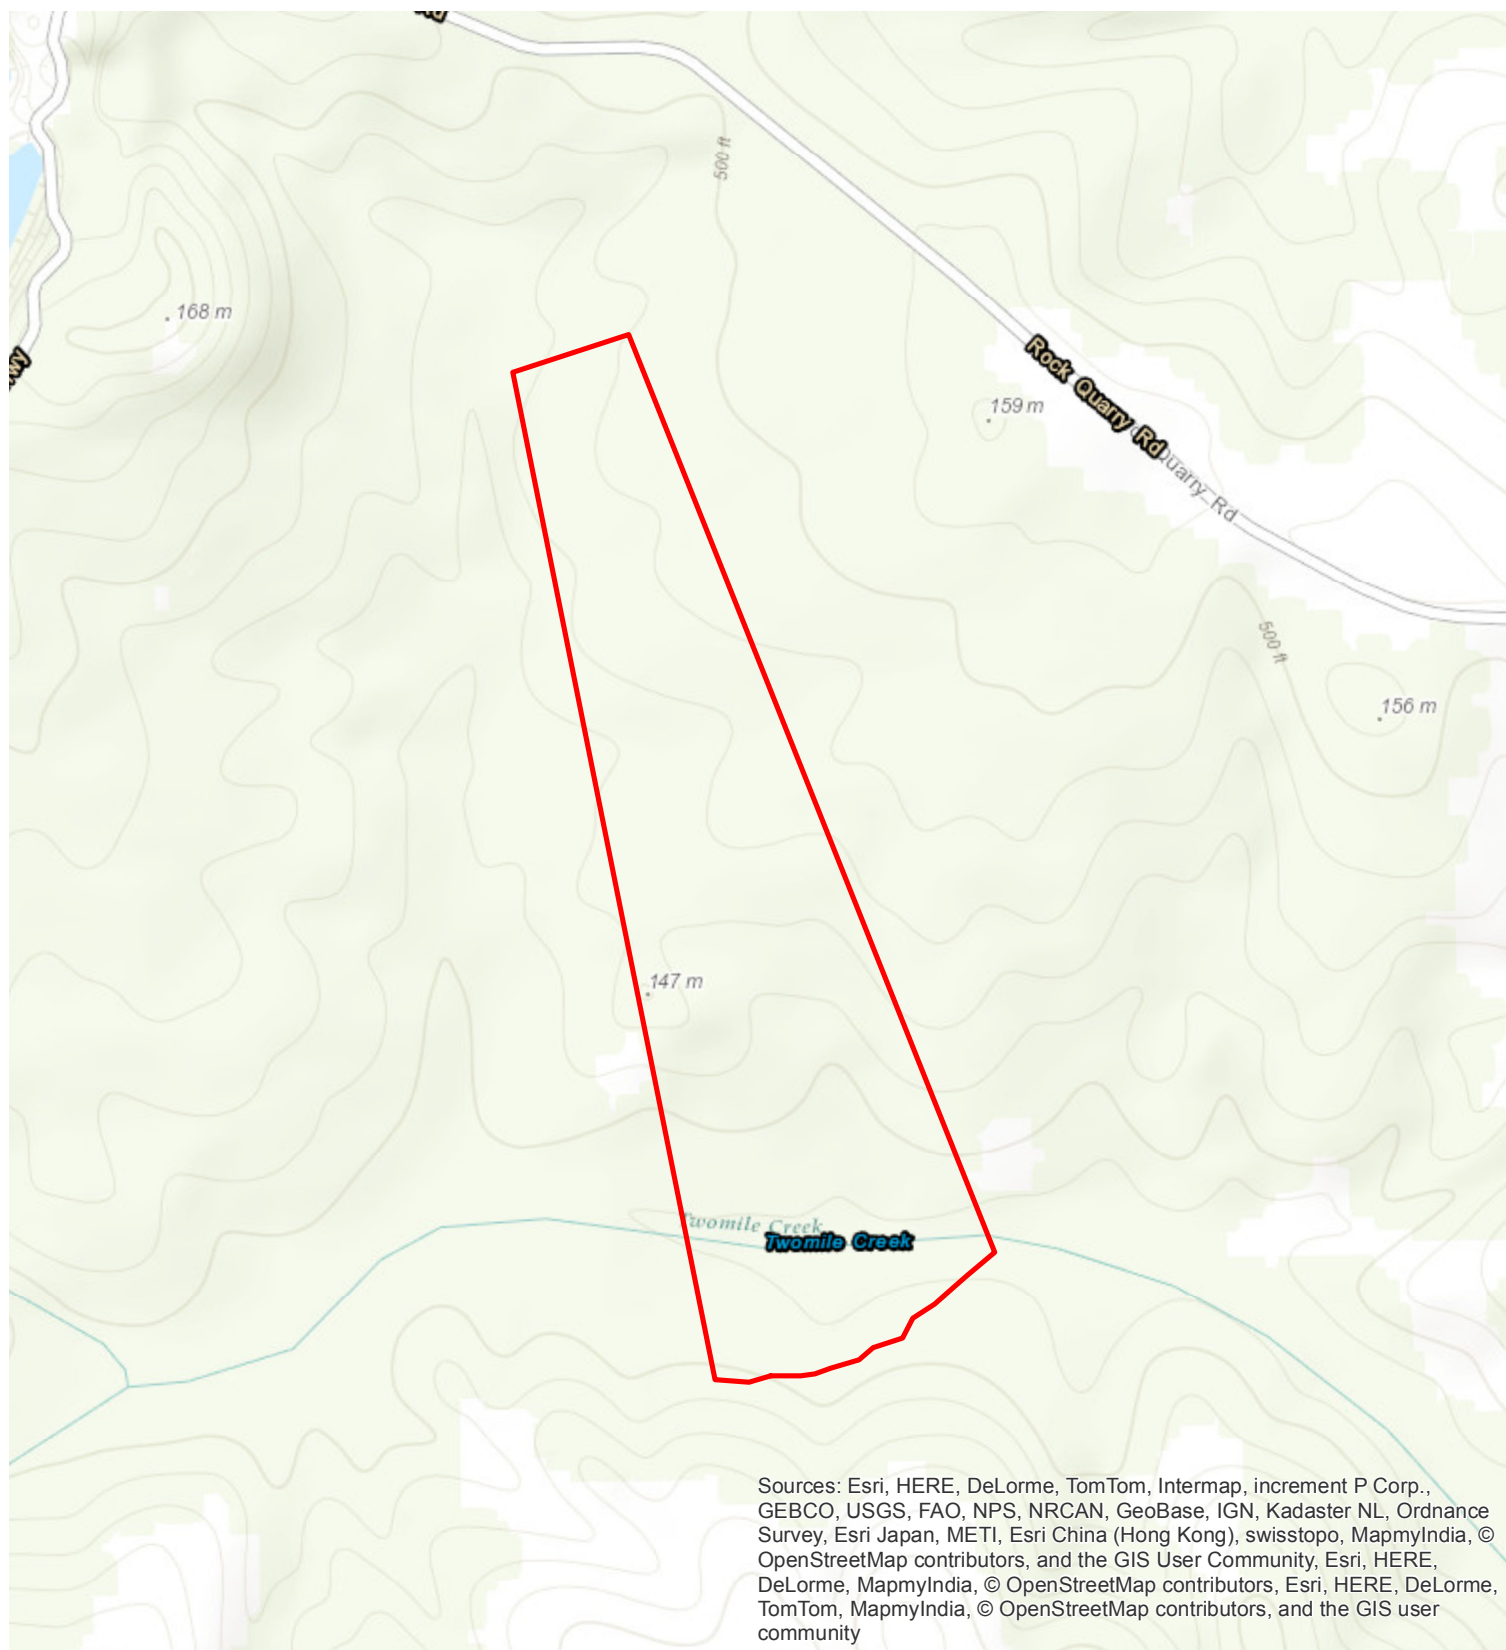 500 ft
168 m
wy
Rock Quarry Rd
Quarry Rd
159 m
500 ft
156 m
147 m
Twomile Creek
Twomile Creek
Sources: Esri, HERE, DeLorme, TomTom, Intermap, increment P Corp.,
GEBCO, USGS, FAO, NPS, NRCAN, GeoBase, IGN, Kadaster NL, Ordnance
Survey, Esri Japan, METI, Esri China (Hong Kong), swisstopo, MapmyIndia, ©
OpenStreetMap contributors, and the GIS User Community, Esri, HERE,
DeLorme, MapmyIndia, © OpenStreetMap contributors, Esri, HERE, DeLorme,
TomTom, MapmyIndia, © OpenStreetMap contributors, and the GIS user
community